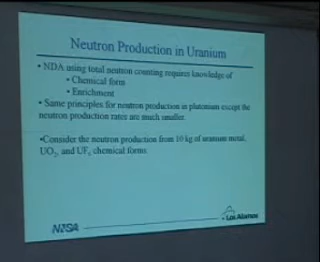 Neutron Production in Uranium
• NDA using total neutron counting requires knowledge of
• Chemical form
• Enrichment
• Same principles for neutron production in plutonium except the
neutron production rates are much smaller.
•Consider the neutron production from 10 kg of uranium metal,
UO₂, and UF₆ chemical forms
NNSA
Los Alamos